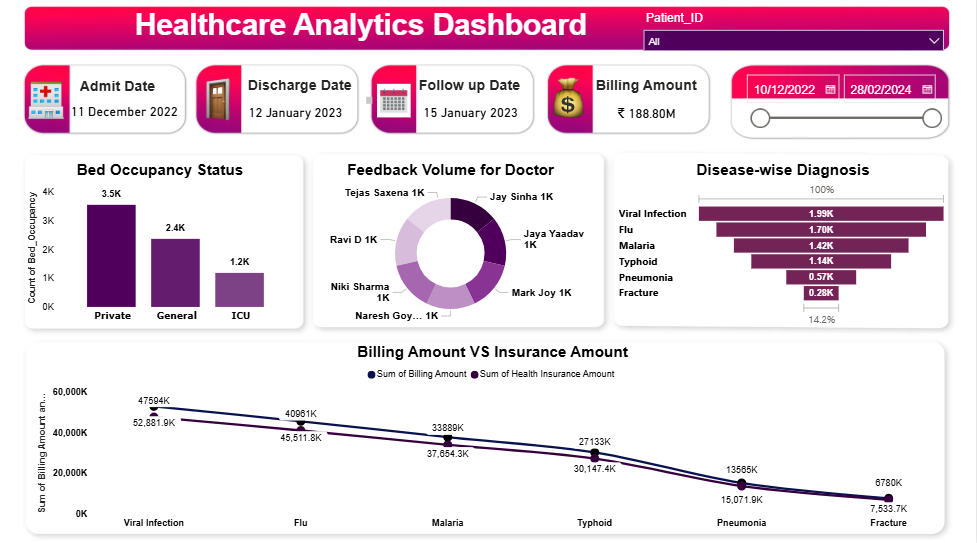 Healthcare Analytics Dashboard
Patient_ID
All
Admit Date
11 December 2022
Discharge Date
12 January 2023
Follow up Date
15 January 2023
Billing Amount
₹ 188.80M
10/12/2022
28/02/2024
Bed Occupancy Status
Count of Bed_Occupancy
4K
3K
2K
1K
0K
3.5K
2.4K
1.2K
Private
General
ICU
Feedback Volume for Doctor
Tejas Saxena 1K
Jay Sinha 1K
Ravi D 1K
Jaya Yaadav
1K
Niki Sharma
1K
Mark Joy 1K
Naresh Goy... 1K
Disease-wise Diagnosis
100%
Viral Infection 1.99K
Flu 1.70K
Malaria 1.42K
Typhoid 1.14K
Pneumonia 0.57K
Fracture 0.28K
14.2%
Billing Amount VS Insurance Amount
Sum of Billing Amount Sum of Health Insurance Amount
Sum of Billing Amount an...
60,000K
40,000K
20,000K
0K
47594K
52,881.9K
40961K
45,511.8K
33889K
37,654.3K
27133K
30,147.4K
13565K
15,071.9K
6780K
7,533.7K
Viral Infection
Flu
Malaria
Typhoid
Pneumonia
Fracture